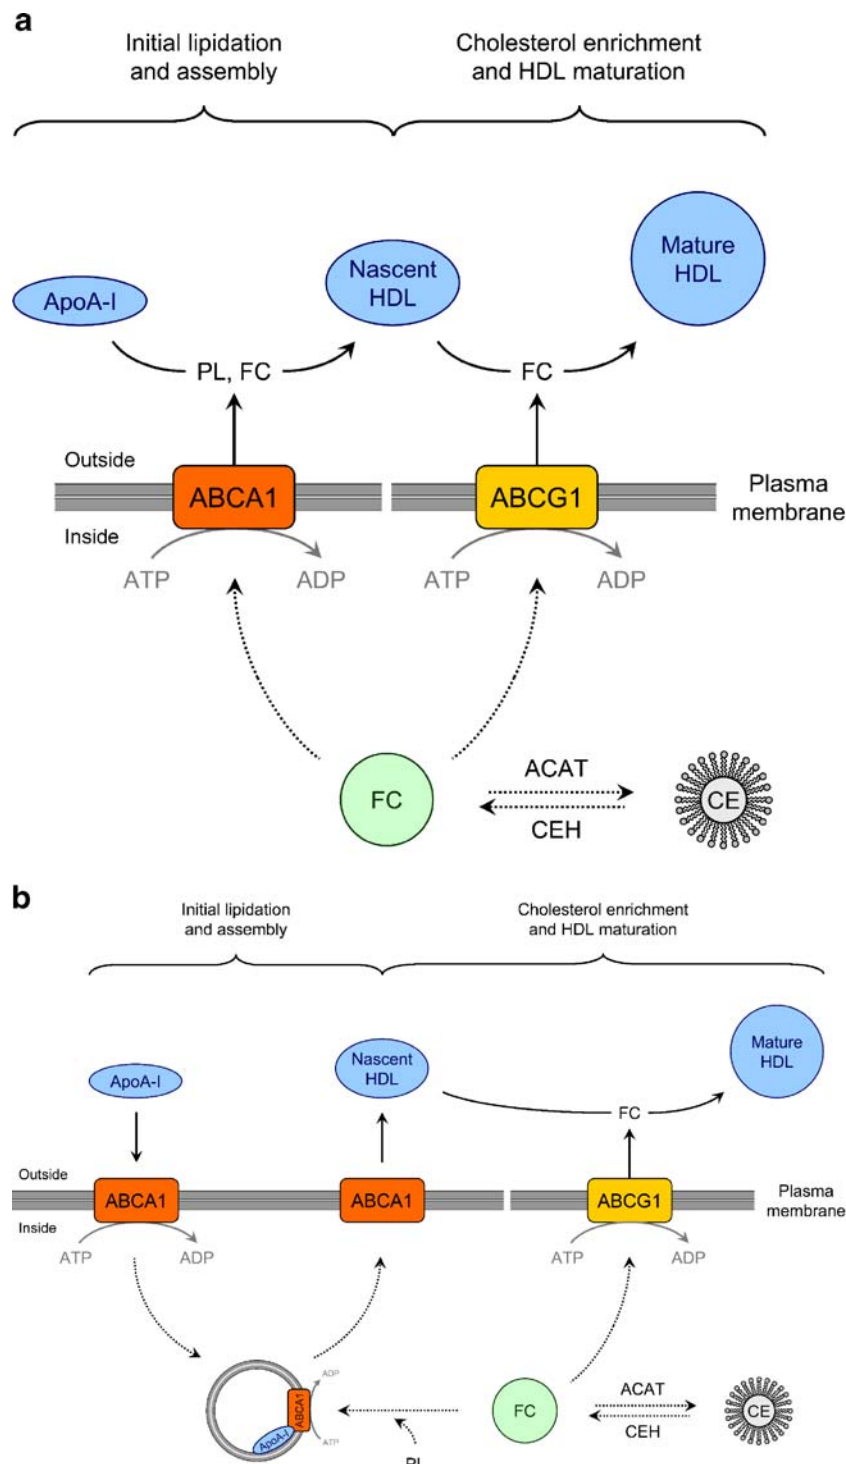 a
Initial lipidation
and assembly
Cholesterol enrichment
and HDL maturation
ApoA-I
Nascent
HDL
Mature
HDL
PL, FC
FC
Outside
ABCA1
ABCG1
Plasma
membrane
Inside
ATP
ADP
ATP
ADP
FC
ACAT
CEH
CE
b
Initial lipidation
and assembly
Cholesterol enrichment
and HDL maturation
ApoA-I
Nascent
HDL
Mature
HDL
FC
Outside
ABCA1
ABCA1
ABCG1
Plasma
membrane
Inside
ATP
ADP
ATP
ADP
ADP
ABCA1
ApoA-I
ATP
FC
ACAT
CEH
CE
PL